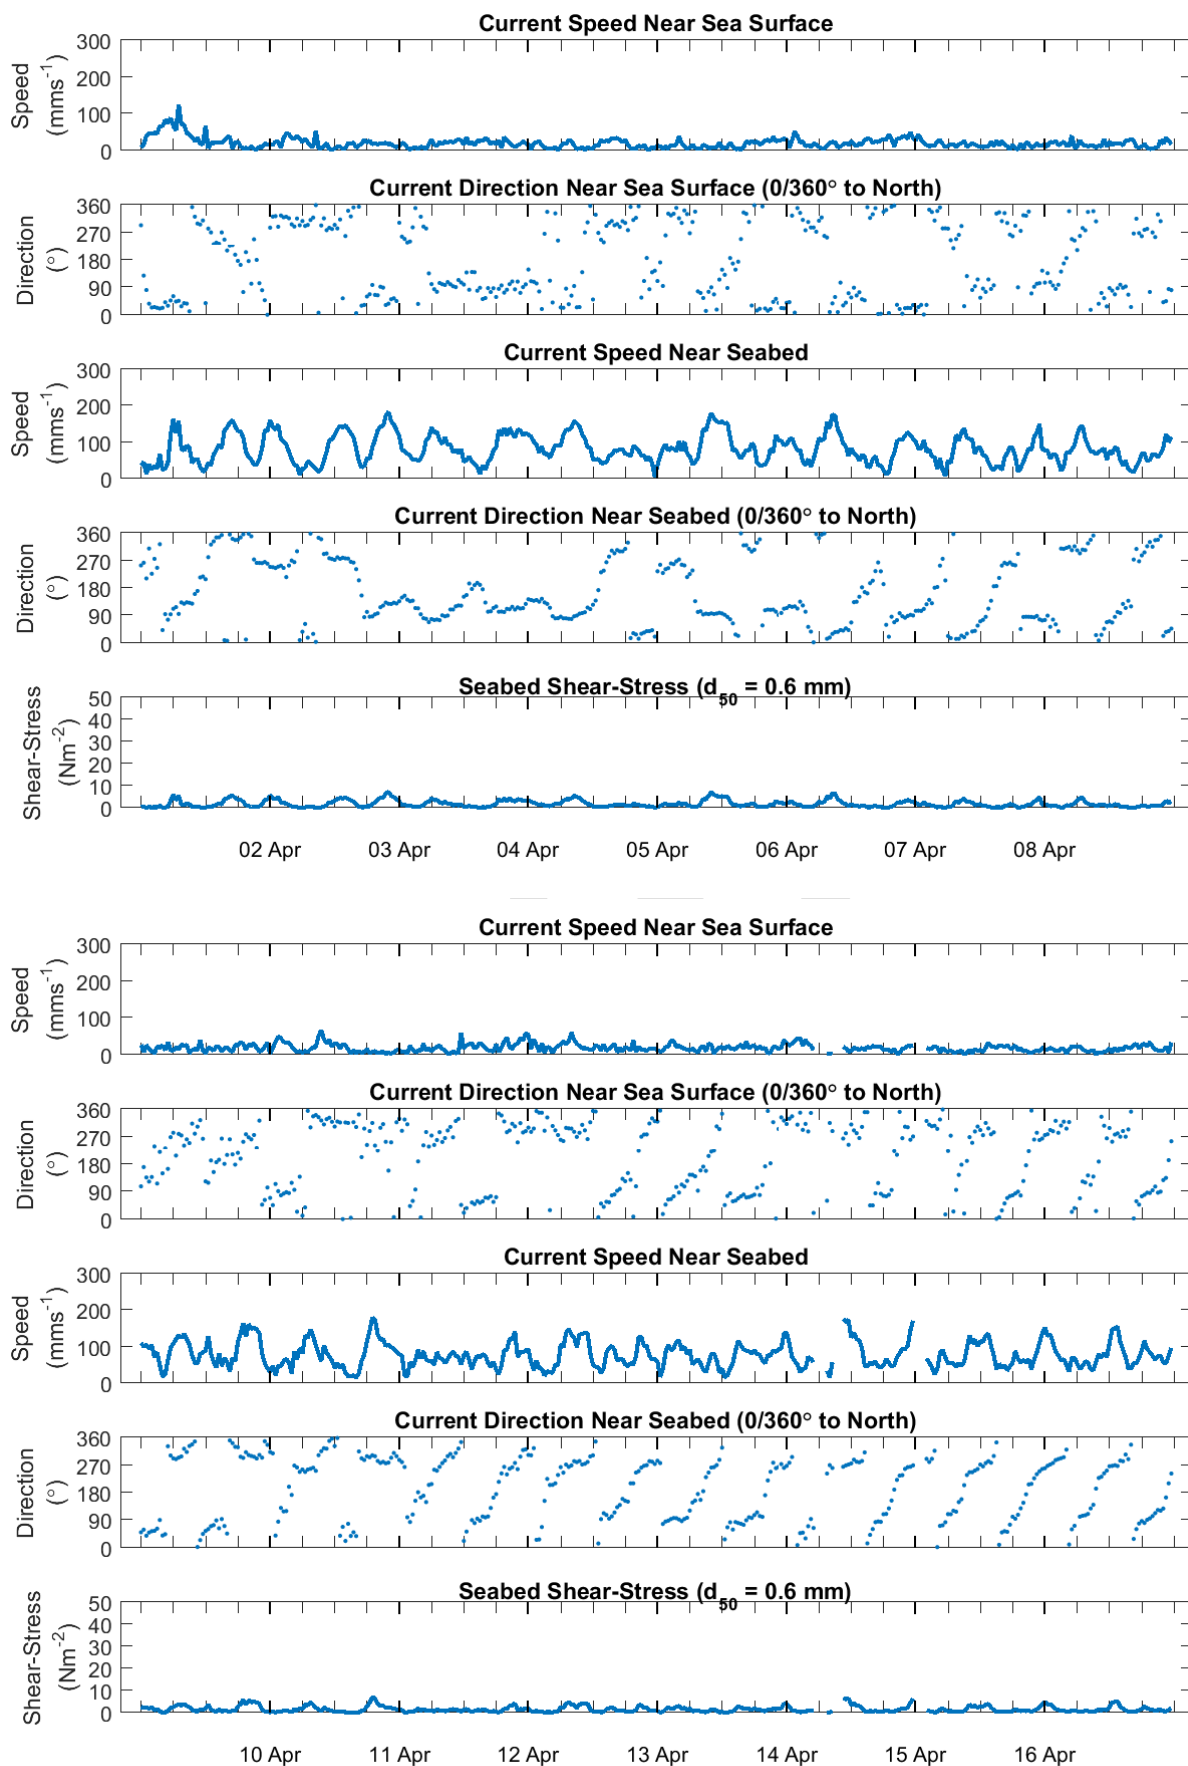 Current Speed Near Sea Surface
Speed
(mms-1)
300
200
100
0
Current Direction Near Sea Surface (0/360° to North)
Direction
(°)
360
270
180
90
0
Current Speed Near Seabed
Speed
(mms-1)
300
200
100
0
Current Direction Near Seabed (0/360° to North)
Direction
(°)
360
270
180
90
0
Seabed Shear-Stress (d50 = 0.6 mm)
Shear-Stress
(Nm-2)
50
40
30
20
10
0
02 Apr 03 Apr 04 Apr 05 Apr 06 Apr 07 Apr 08 Apr
Current Speed Near Sea Surface
Speed
(mms-1)
300
200
100
0
Current Direction Near Sea Surface (0/360° to North)
Direction
(°)
360
270
180
90
0
Current Speed Near Seabed
Speed
(mms-1)
300
200
100
0
Current Direction Near Seabed (0/360° to North)
Direction
(°)
360
270
180
90
0
Seabed Shear-Stress (d50 = 0.6 mm)
Shear-Stress
(Nm-2)
50
40
30
20
10
0
10 Apr 11 Apr 12 Apr 13 Apr 14 Apr 15 Apr 16 Apr